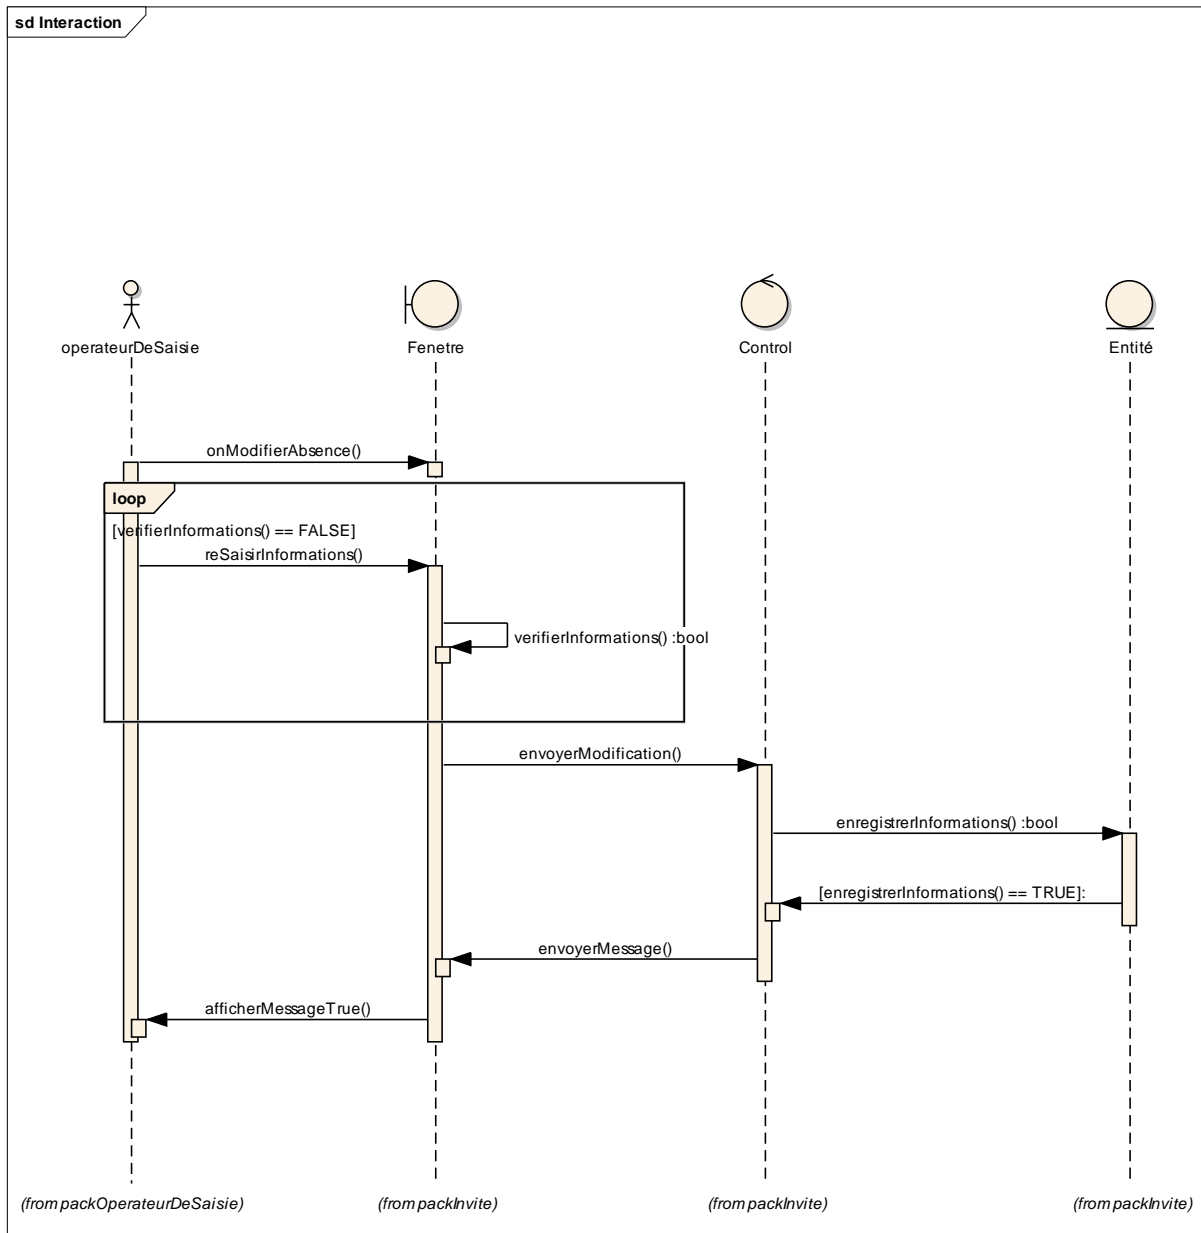 sd Interaction
operateurDeSaisie
Fenetre
Control
Entité
onModifierAbsence()
loop
[verifierInformations() == FALSE]
reSaisirInformations()
verifierInformations() :bool
envoyerModification()
enregistrerInformations() :bool
[enregistrerInformations() == TRUE]:
envoyerMessage()
afficherMessageTrue()
(from packOperateurDeSaisie)
(from packInvite)
(from packInvite)
(from packInvite)